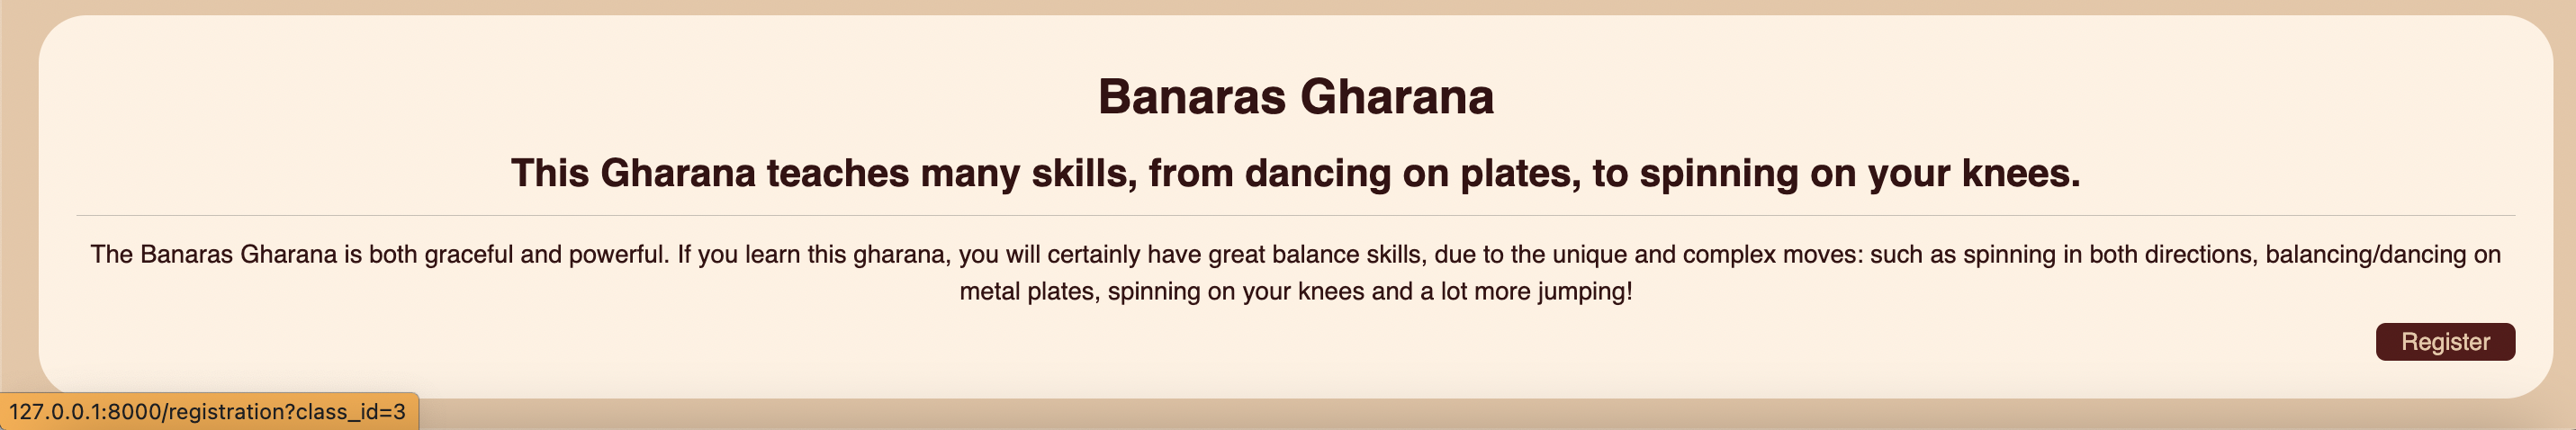 Banaras Gharana
This Gharana teaches many skills, from dancing on plates, to spinning on your knees.
The Banaras Gharana is both graceful and powerful. If you learn this gharana, you will certainly have great balance skills, due to the unique and complex moves: such as spinning in both directions, balancing/dancing on
metal plates, spinning on your knees and a lot more jumping!
Register
127.0.0.1:8000/registration?class_id=3